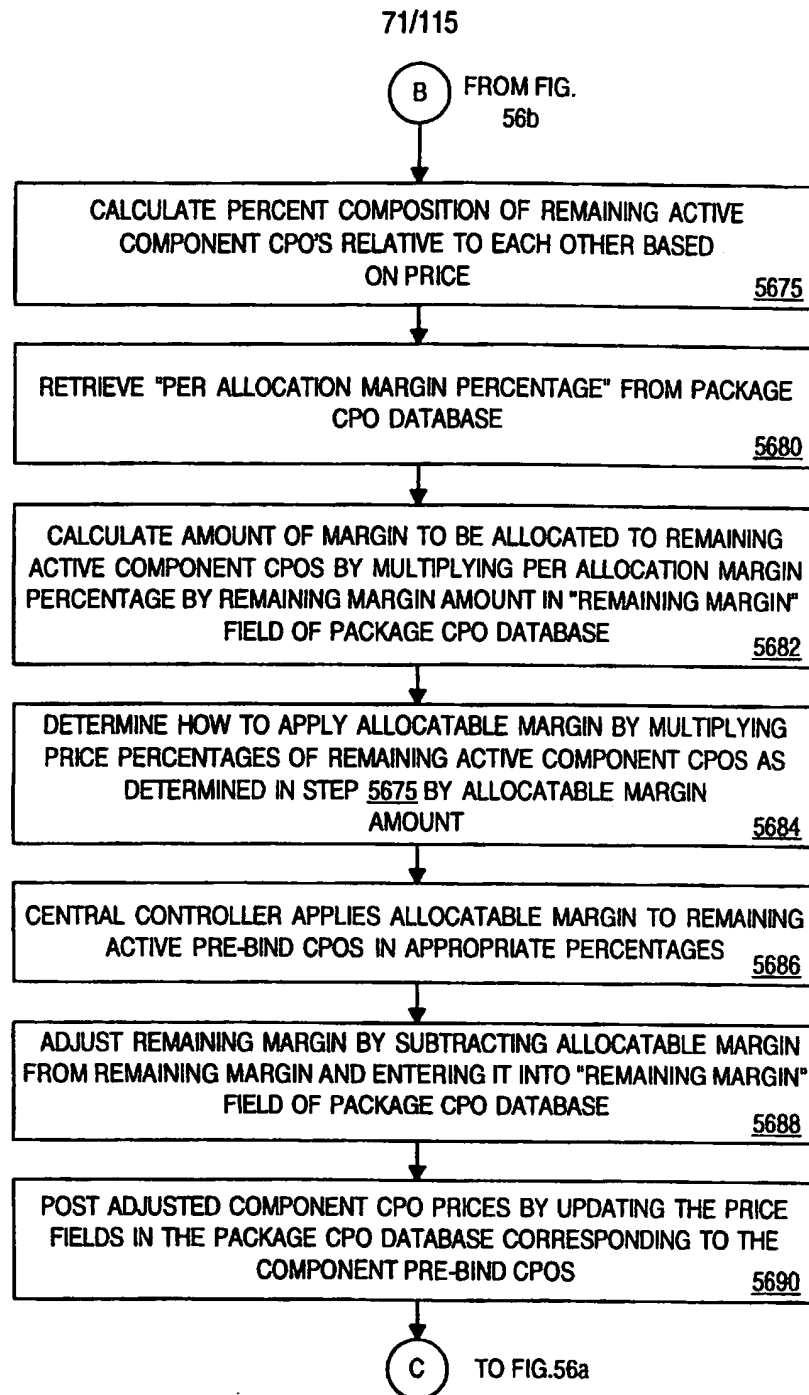 71/115
B FROM FIG.
56b
CALCULATE PERCENT COMPOSITION OF REMAINING ACTIVE
COMPONENT CPO'S RELATIVE TO EACH OTHER BASED
ON PRICE
5675
RETRIEVE "PER ALLOCATION MARGIN PERCENTAGE" FROM PACKAGE
CPO DATABASE
5680
CALCULATE AMOUNT OF MARGIN TO BE ALLOCATED TO REMAINING
ACTIVE COMPONENT CPOS BY MULTIPLYING PER ALLOCATION MARGIN
PERCENTAGE BY REMAINING MARGIN AMOUNT IN "REMAINING MARGIN"
FIELD OF PACKAGE CPO DATABASE
5682
DETERMINE HOW TO APPLY ALLOCATABLE MARGIN BY MULTIPLYING
PRICE PERCENTAGES OF REMAINING ACTIVE COMPONENT CPOS AS
DETERMINED IN STEP 5675 BY ALLOCATABLE MARGIN
AMOUNT
5684
CENTRAL CONTROLLER APPLIES ALLOCATABLE MARGIN TO REMAINING
ACTIVE PRE-BIND CPOS IN APPROPRIATE PERCENTAGES
5686
ADJUST REMAINING MARGIN BY SUBTRACTING ALLOCATABLE MARGIN
FROM REMAINING MARGIN AND ENTERING IT INTO "REMAINING MARGIN"
FIELD OF PACKAGE CPO DATABASE
5688
POST ADJUSTED COMPONENT CPO PRICES BY UPDATING THE PRICE
FIELDS IN THE PACKAGE CPO DATABASE CORRESPONDING TO THE
COMPONENT PRE-BIND CPOS
5690
C TO FIG.56a